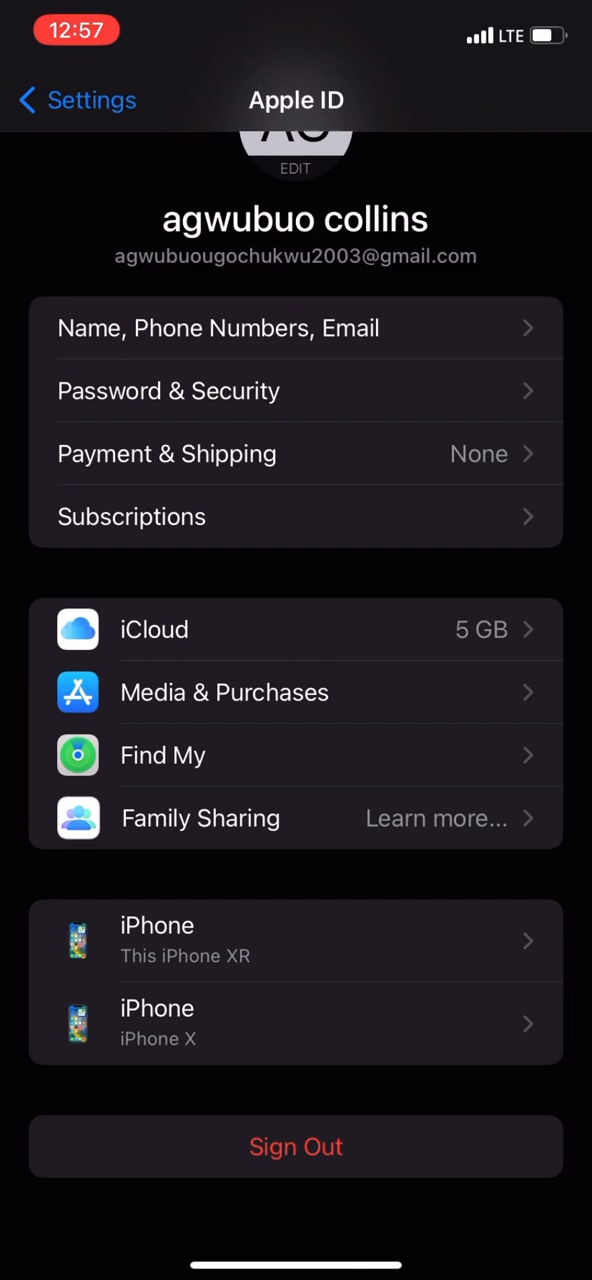 12:57
LTE
Settings
Apple ID
EDIT
agwubuo collins
agwubuougochukwu2003@gmail.com
Name, Phone Numbers, Email
Password & Security
Payment & Shipping None
Subscriptions
iCloud 5 GB
Media & Purchases
Find My
Family Sharing Learn more...
iPhone
This iPhone XR
iPhone
iPhone X
Sign Out